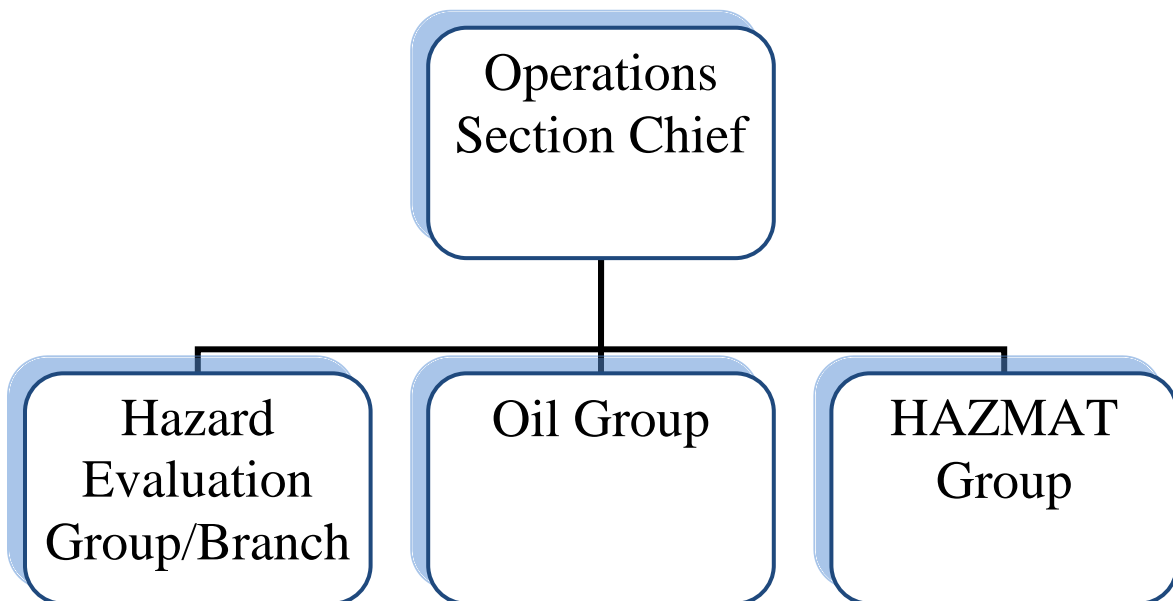 Operations
Section Chief
Hazard
Evaluation
Group/Branch
Oil Group
HAZMAT
Group